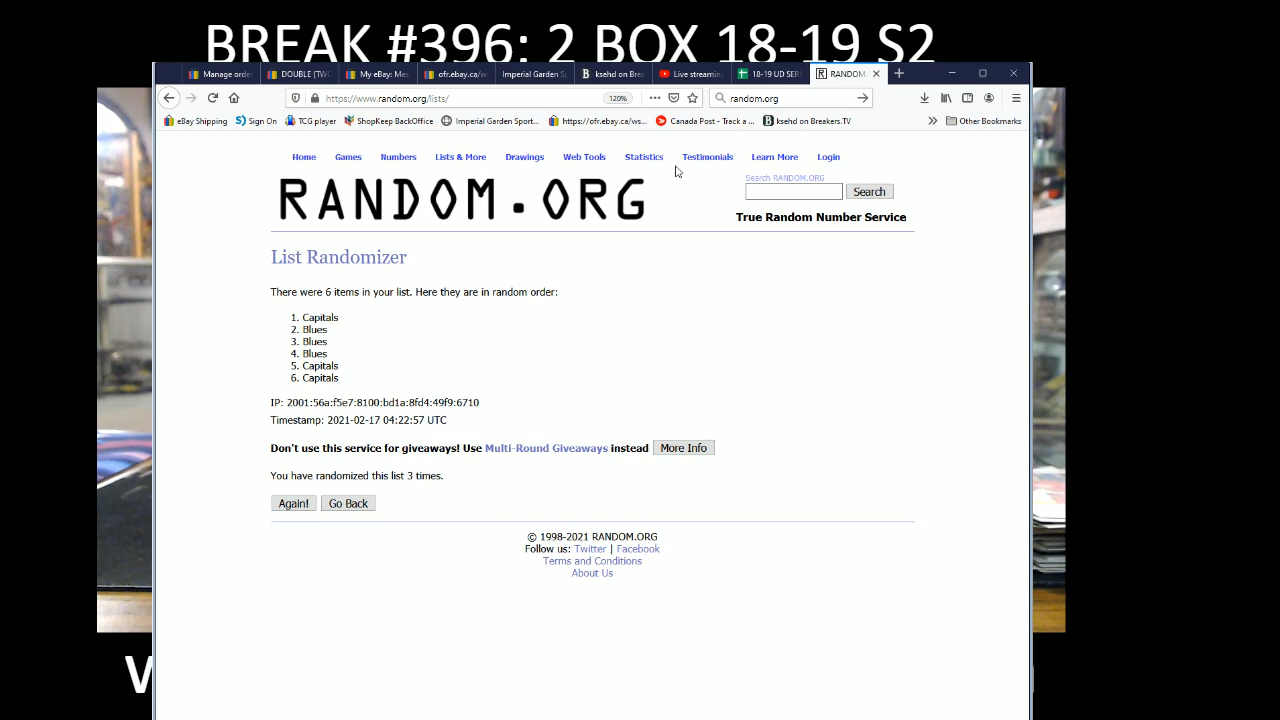 BREAK #396: 2 BOX 18-19 S2
Manage order
DOUBLE (TWO
My eBay: Mes
ofr.ebay.ca/w
Imperial Garden S
ksehd on Brea
Live streaming
18-19 UD SERI
RANDOM.
https://www.random.org/lists/
120%
random.org
eBay Shipping
Sign On
TCG player
ShopKeep BackOffice
Imperial Garden Sport...
https://ofr.ebay.ca/ws...
Canada Post - Track a ...
ksehd on Breakers.TV
Other Bookmarks
Home Games Numbers Lists & More Drawings Web Tools Statistics Testimonials Learn More Login
RANDOM.ORG
Search RANDOM.ORG
Search
True Random Number Service
List Randomizer
There were 6 items in your list. Here they are in random order:
1. Capitals
2. Blues
3. Blues
4. Blues
5. Capitals
6. Capitals
IP: 2001:56a:f5e7:8100:bd1a:8fd4:49f9:6710
Timestamp: 2021-02-17 04:22:57 UTC
Don't use this service for giveaways! Use Multi-Round Giveaways instead More Info
You have randomized this list 3 times.
Again! Go Back
© 1998-2021 RANDOM.ORG
Follow us: Twitter | Facebook
Terms and Conditions
About Us